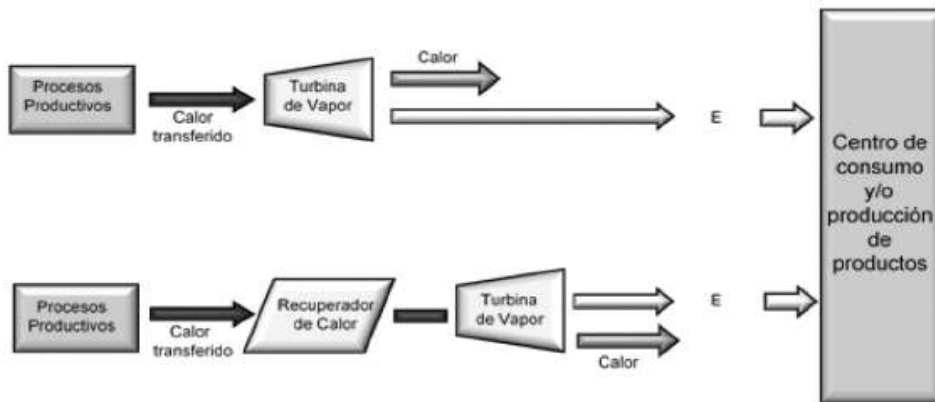 Procesos
Productivos
Calor
transferido
Turbina
de Vapor
Calor
E
Centro de
consumo
y/o
producción
de
productos
Procesos
Productivos
Calor
transferido
Recuperador
de Calor
Turbina
de Vapor
E
Calor